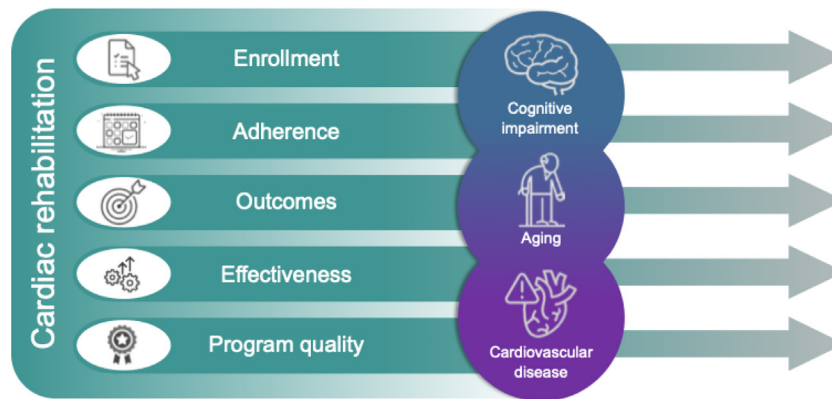 Cardiac rehabilitation
Enrollment
Adherence
Outcomes
Effectiveness
Program quality
Cognitive
impairment
Aging
Cardiovascular
disease